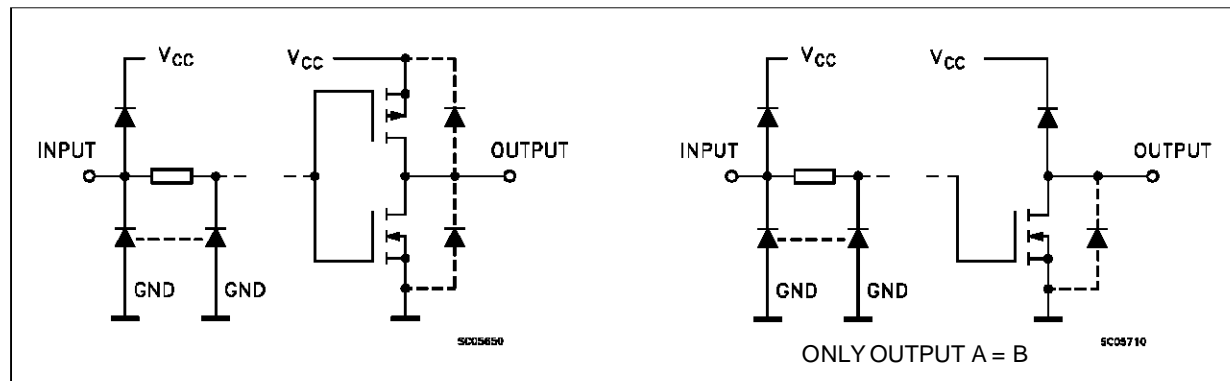 VCC
VCC
INPUT
OUTPUT
GND
GND
SC05650
VCC
VCC
INPUT
OUTPUT
GND
GND
SC05710
ONLY OUTPUT A = B